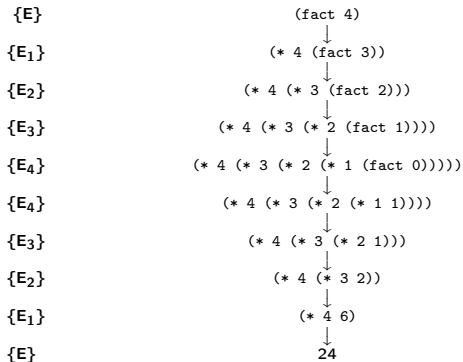 {E} (fact 4)
{E₁} (* 4 (fact 3))
{E₂} (* 4 (* 3 (fact 2)))
{E₃} (* 4 (* 3 (* 2 (fact 1))))
{E₄} (* 4 (* 3 (* 2 (* 1 (fact 0)))))
{E₄} (* 4 (* 3 (* 2 (* 1 1))))
{E₃} (* 4 (* 3 (* 2 1)))
{E₂} (* 4 (* 3 2))
{E₁} (* 4 6)
{E} 24